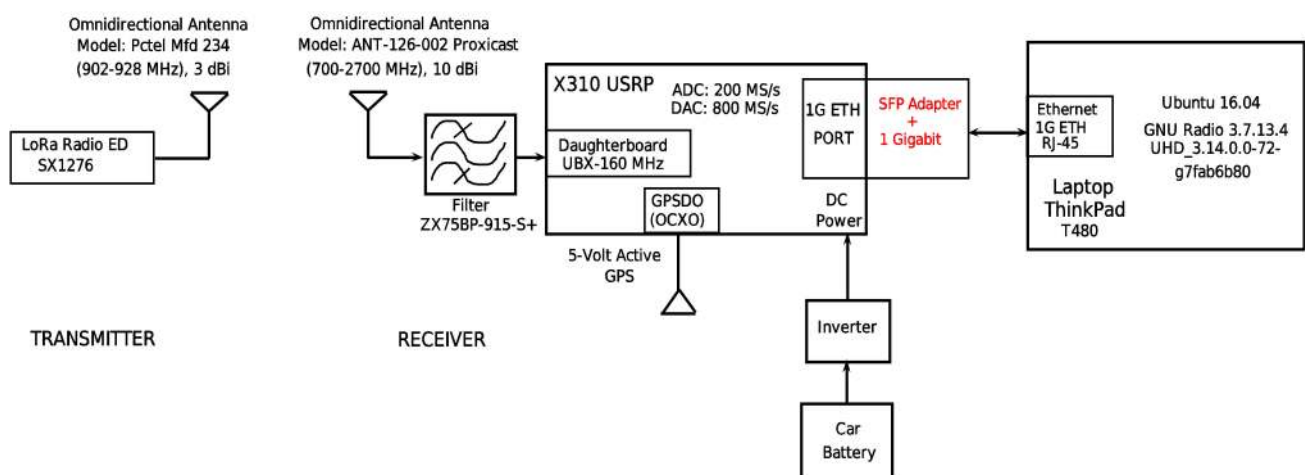 Omnidirectional Antenna
Model: Pctel Mfd 234
(902-928 MHz), 3 dBi
LoRa Radio ED
SX1276
TRANSMITTER
Omnidirectional Antenna
Model: ANT-126-002 Proxicast
(700-2700 MHz), 10 dBi
Filter
ZX75BP-915-S+
RECEIVER
X310 USRP
ADC: 200 MS/s
DAC: 800 MS/s
Daughterboard
UBX-160 MHz
GPSDO
(OCXO)
5-Volt Active
GPS
1G ETH
PORT
SFP Adapter
+
1 Gigabit
DC
Power
Inverter
Car
Battery
Ethernet
1G ETH
RJ-45
Ubuntu 16.04
GNU Radio 3.7.13.4
UHD_3.14.0.0-72-
g7fab6b80
Laptop
ThinkPad
T480